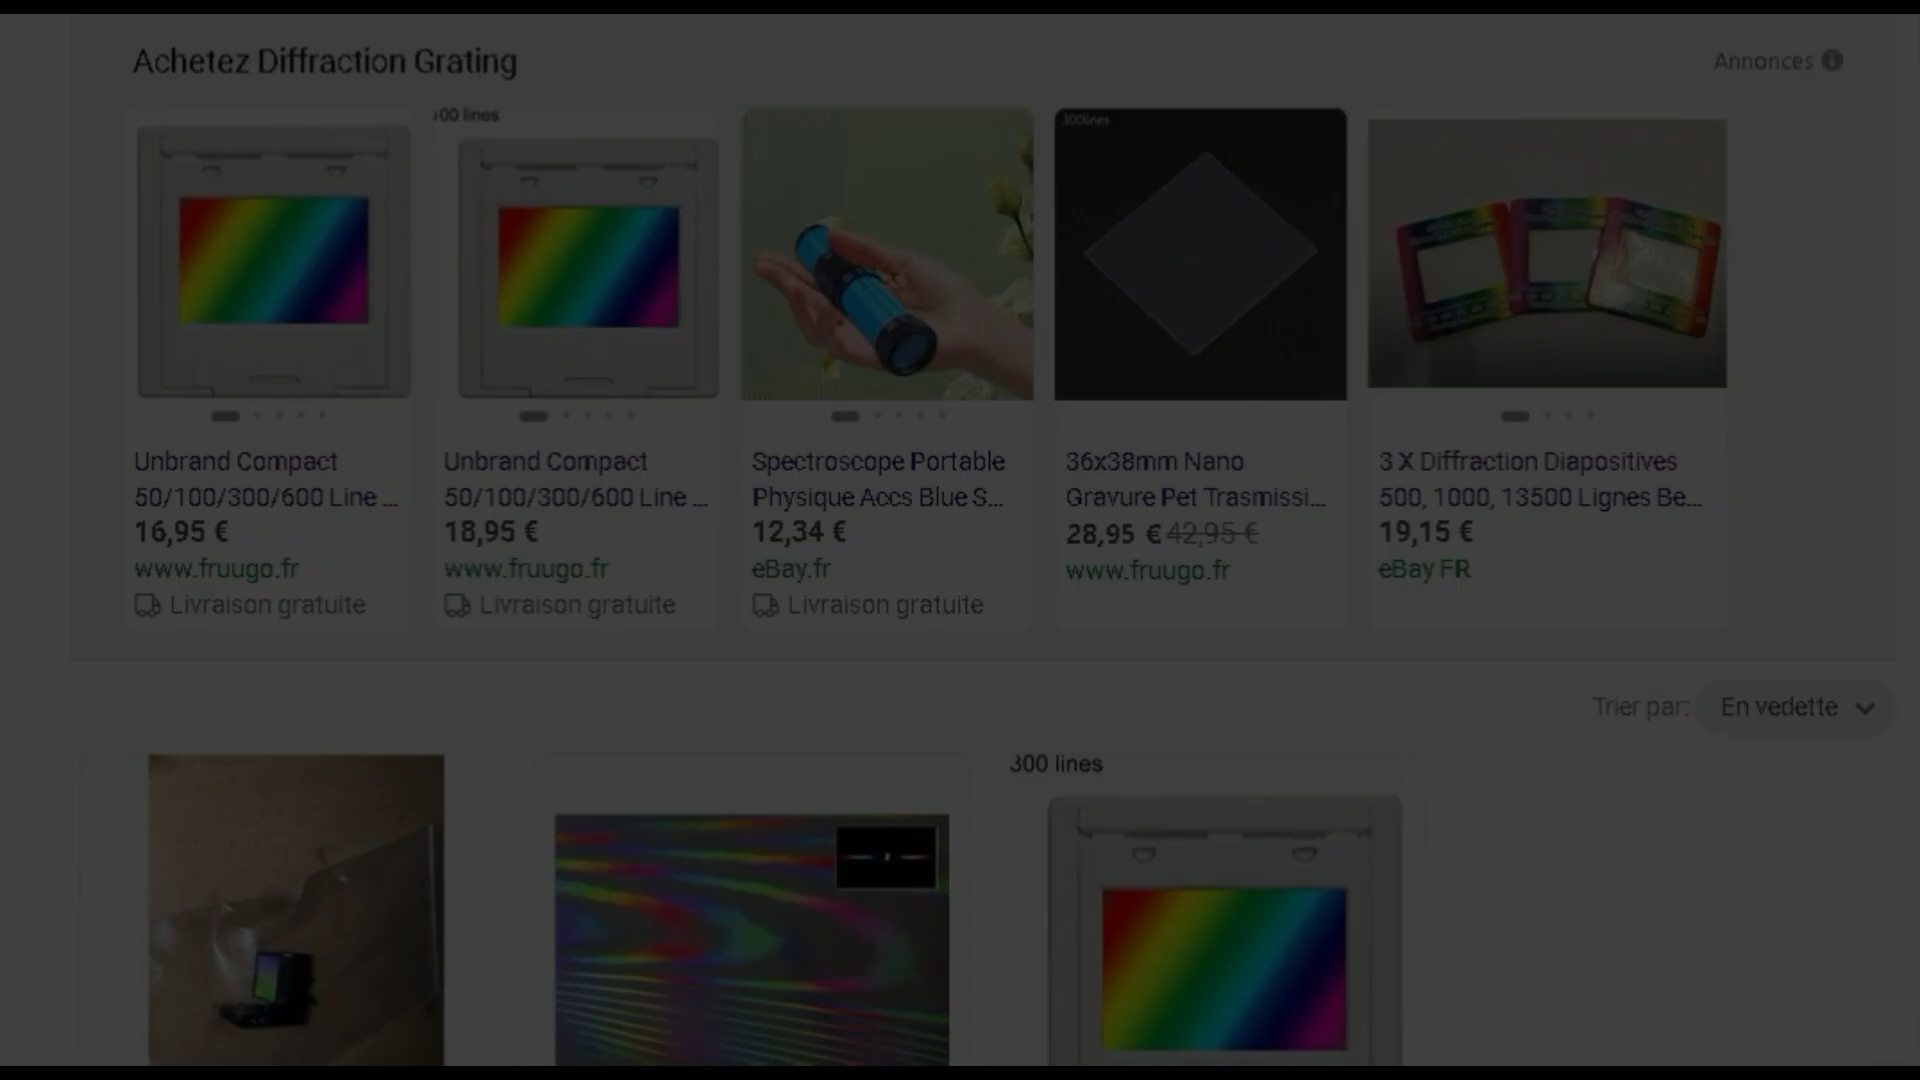 Achetez Diffraction Grating
Annonces
100 lines
300lines
Unbrand Compact
50/100/300/600 Line ...
16,95 €
www.fruugo.fr
Livraison gratuite
Unbrand Compact
50/100/300/600 Line ...
18,95 €
www.fruugo.fr
Livraison gratuite
Spectroscope Portable
Physique Accs Blue S...
12,34 €
eBay.fr
Livraison gratuite
36x38mm Nano
Gravure Pet Trasmissi...
28,95 € 42,95 €
www.fruugo.fr
3 X Diffraction Diapositives
500, 1000, 13500 Lignes Be...
19,15 €
eBay FR
Trier par: En vedette
300 lines